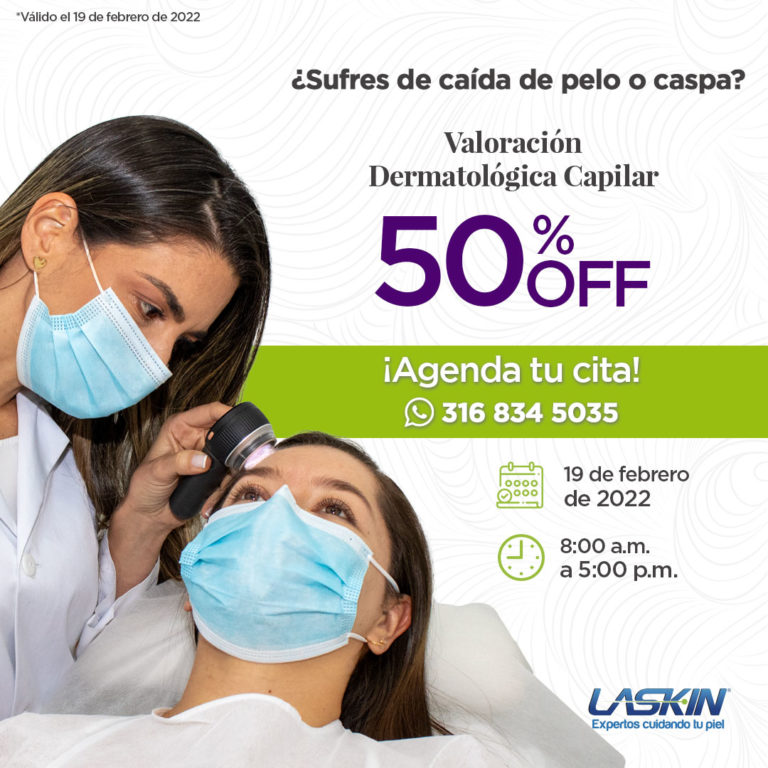 *Válido el 19 de febrero de 2022
¿Sufres de caída de pelo o caspa?
Valoración
Dermatológica Capilar
50% OFF
¡Agenda tu cita!
316 834 5035
19 de febrero
de 2022
8:00 a.m.
a 5:00 p.m.
LASKIN®
Expertos cuidando tu piel